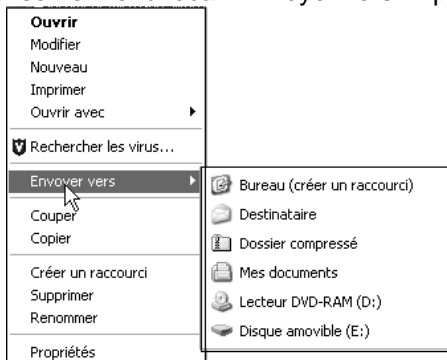 Ouvrir
Modifier
Nouveau
Imprimer
Ouvrir avec
Rechercher les virus...
Envoyer vers
Couper
Copier
Créer un raccourci
Supprimer
Renommer
Propriétés
Bureau (créer un raccourci)
Destinataire
Dossier compressé
Mes documents
Lecteur DVD-RAM (D:)
Disque amovible (E:)